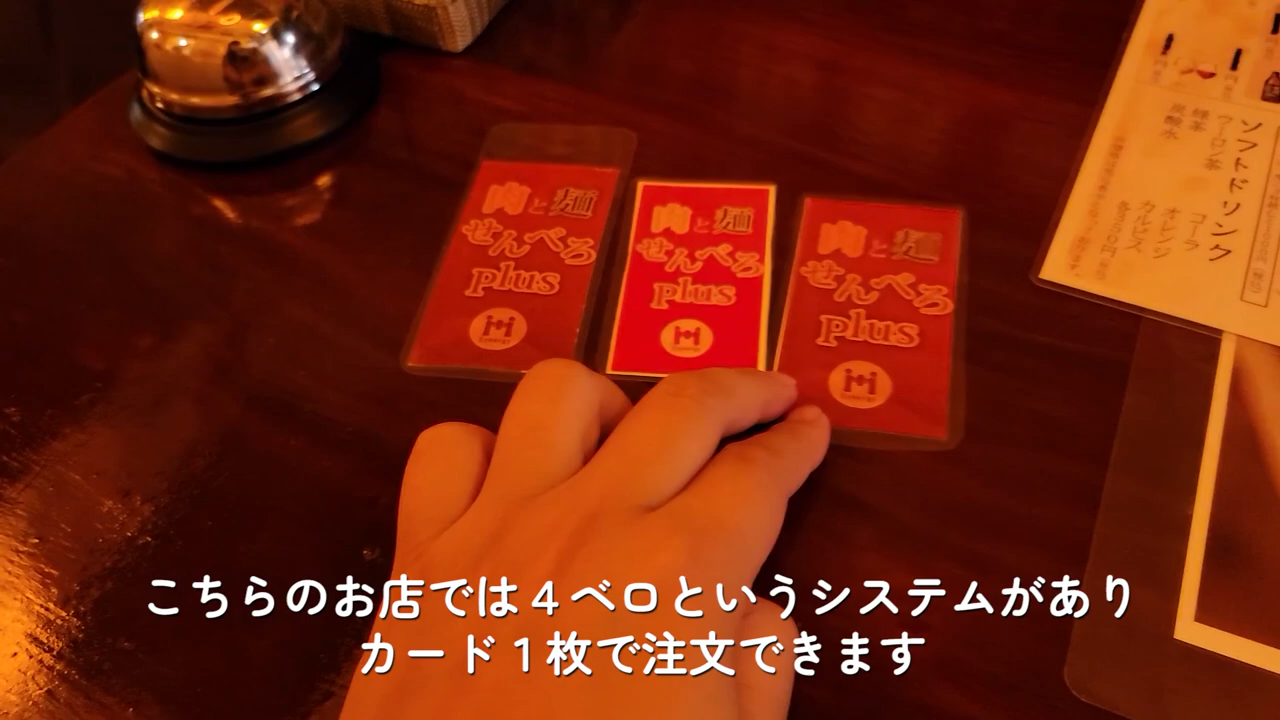 肉と麺
せんべろ
plus
肉と麺
せんべろ
plus
肉と麺
せんべろ
plus
ソフトドリンク
ウーロン茶
緑茶
炭酸水
コーラ
オレンジ
カルピス
こちらのお店では４ベロというシステムがあり
カード１枚で注文できます